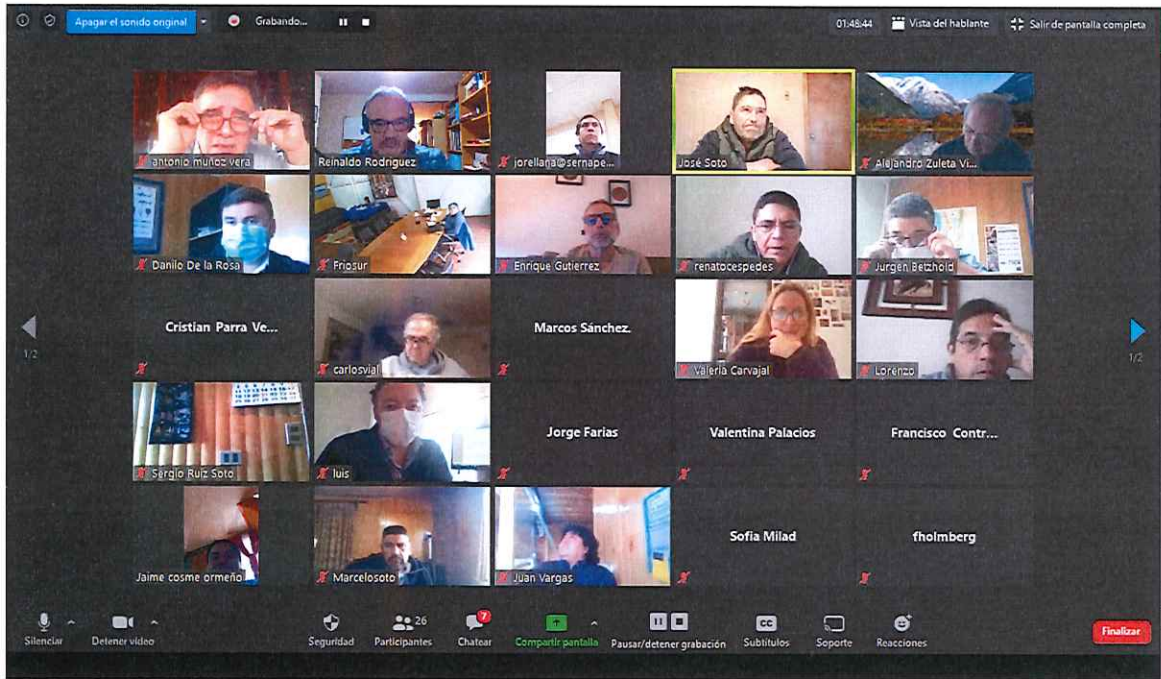 Apagar el sonido original
Grabando...
01:48:44
Vista del hablante
Salir de pantalla completa
antonio muñoz vera
Reinaldo Rodriguez
jorellana@sernape...
José Soto
Alejandro Zuleta Vi...
Danilo De la Rosa
Friosur
Enrique Gutierrez
renatocespedes
Jurgen Betzhold
Cristian Parra Ve...
carlosvial
Marcos Sánchez.
Valeria Carvajal
Lorenzo
1/2
1/2
Sergio Ruiz Soto
luis
Jorge Farias
Valentina Palacios
Francisco Contr...
Jaime cosme ormeño
Marcelosoto
Juan Vargas
Sofia Milad
fholmberg
Silenciar
Detener video
Seguridad
26
Participantes
7
Chatear
Compartir pantalla
Pausar/detener grabación
CC
Subtítulos
Soporte
Reacciones
Finalizar